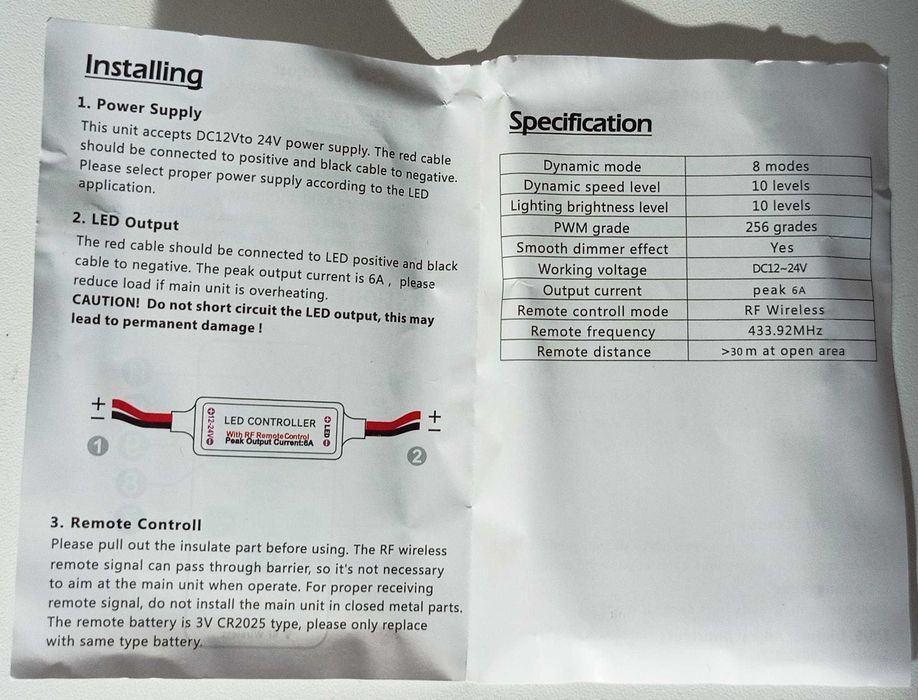 Installing
1. Power Supply
This unit accepts DC12Vto 24V power supply. The red cable
should be connected to positive and black cable to negative.
Please select proper power supply according to the LED
application.
2. LED Output
The red cable should be connected to LED positive and black
cable to negative. The peak output current is 6A , please
reduce load if main unit is overheating.
CAUTION! Do not short circuit the LED output, this may
lead to permanent damage !
+
−
1
12-24V
LED CONTROLLER
With RF Remote Control
Peak Output Current:6A
LED
+
−
2
3. Remote Controll
Please pull out the insulate part before using. The RF wireless
remote signal can pass through barrier, so it's not necessary
to aim at the main unit when operate. For proper receiving
remote signal, do not install the main unit in closed metal parts.
The remote battery is 3V CR2025 type, please only replace
with same type battery.
Specification
Dynamic mode 8 modes
Dynamic speed level 10 levels
Lighting brightness level 10 levels
PWM grade 256 grades
Smooth dimmer effect Yes
Working voltage DC12~24V
Output current peak 6A
Remote controll mode RF Wireless
Remote frequency 433.92MHz
Remote distance >30 m at open area